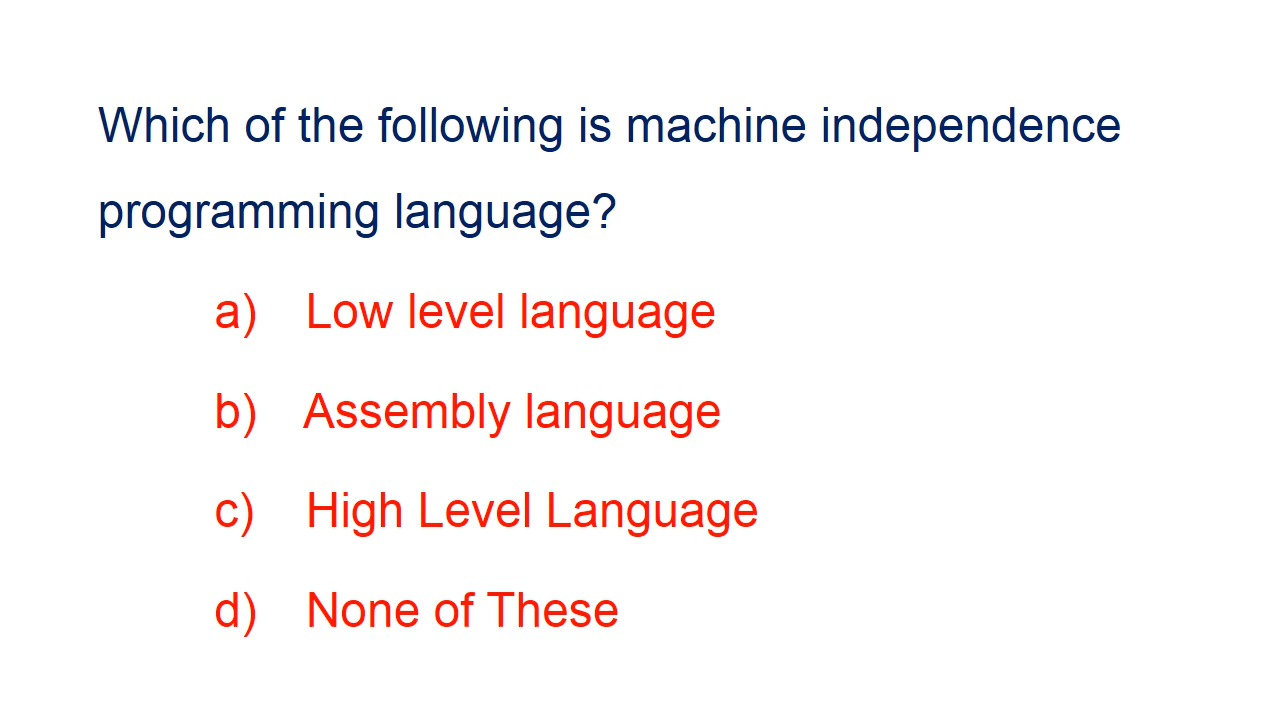 Which of the following is machine independence
programming language?
a) Low level language
b) Assembly language
c) High Level Language
d) None of These